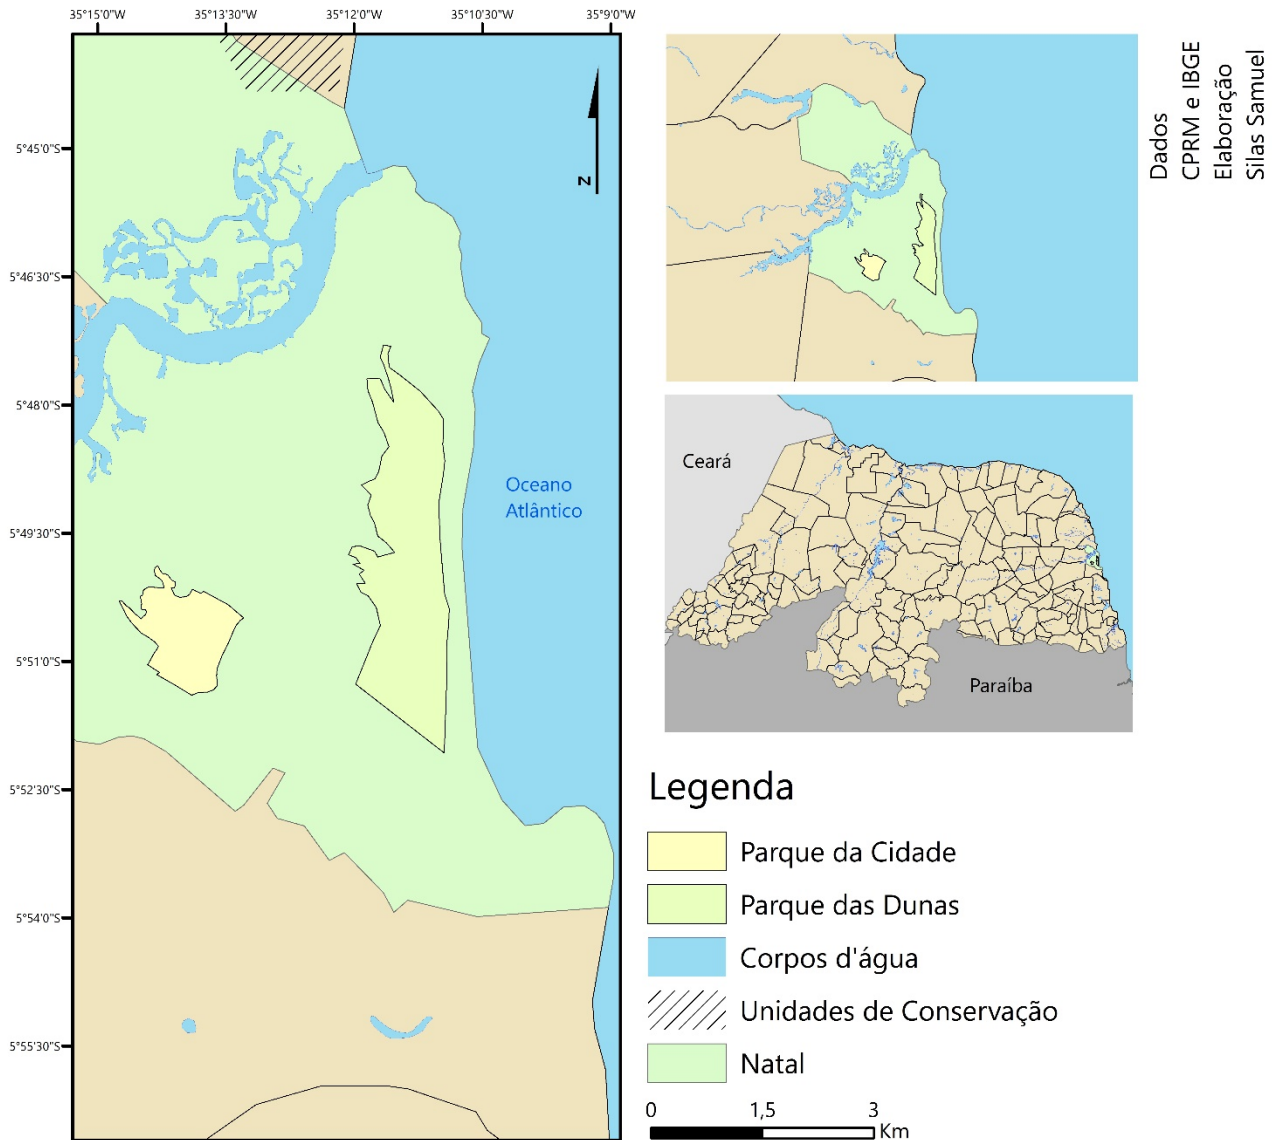 35°15'0"W
35°13'30"W
35°12'0"W
35°10'30"W
35°9'0"W
5°45'0"S
5°46'30"S
5°48'0"S
5°49'30"S
5°51'0"S
5°52'30"S
5°54'0"S
5°55'30"S
N
Oceano
Atlântico
Dados
CPRM e IBGE
Elaboração
Silas Samuel
Ceará
Paraíba
Legenda
Parque da Cidade
Parque das Dunas
Corpos d'água
Unidades de Conservação
Natal
0 1,5 3
Km